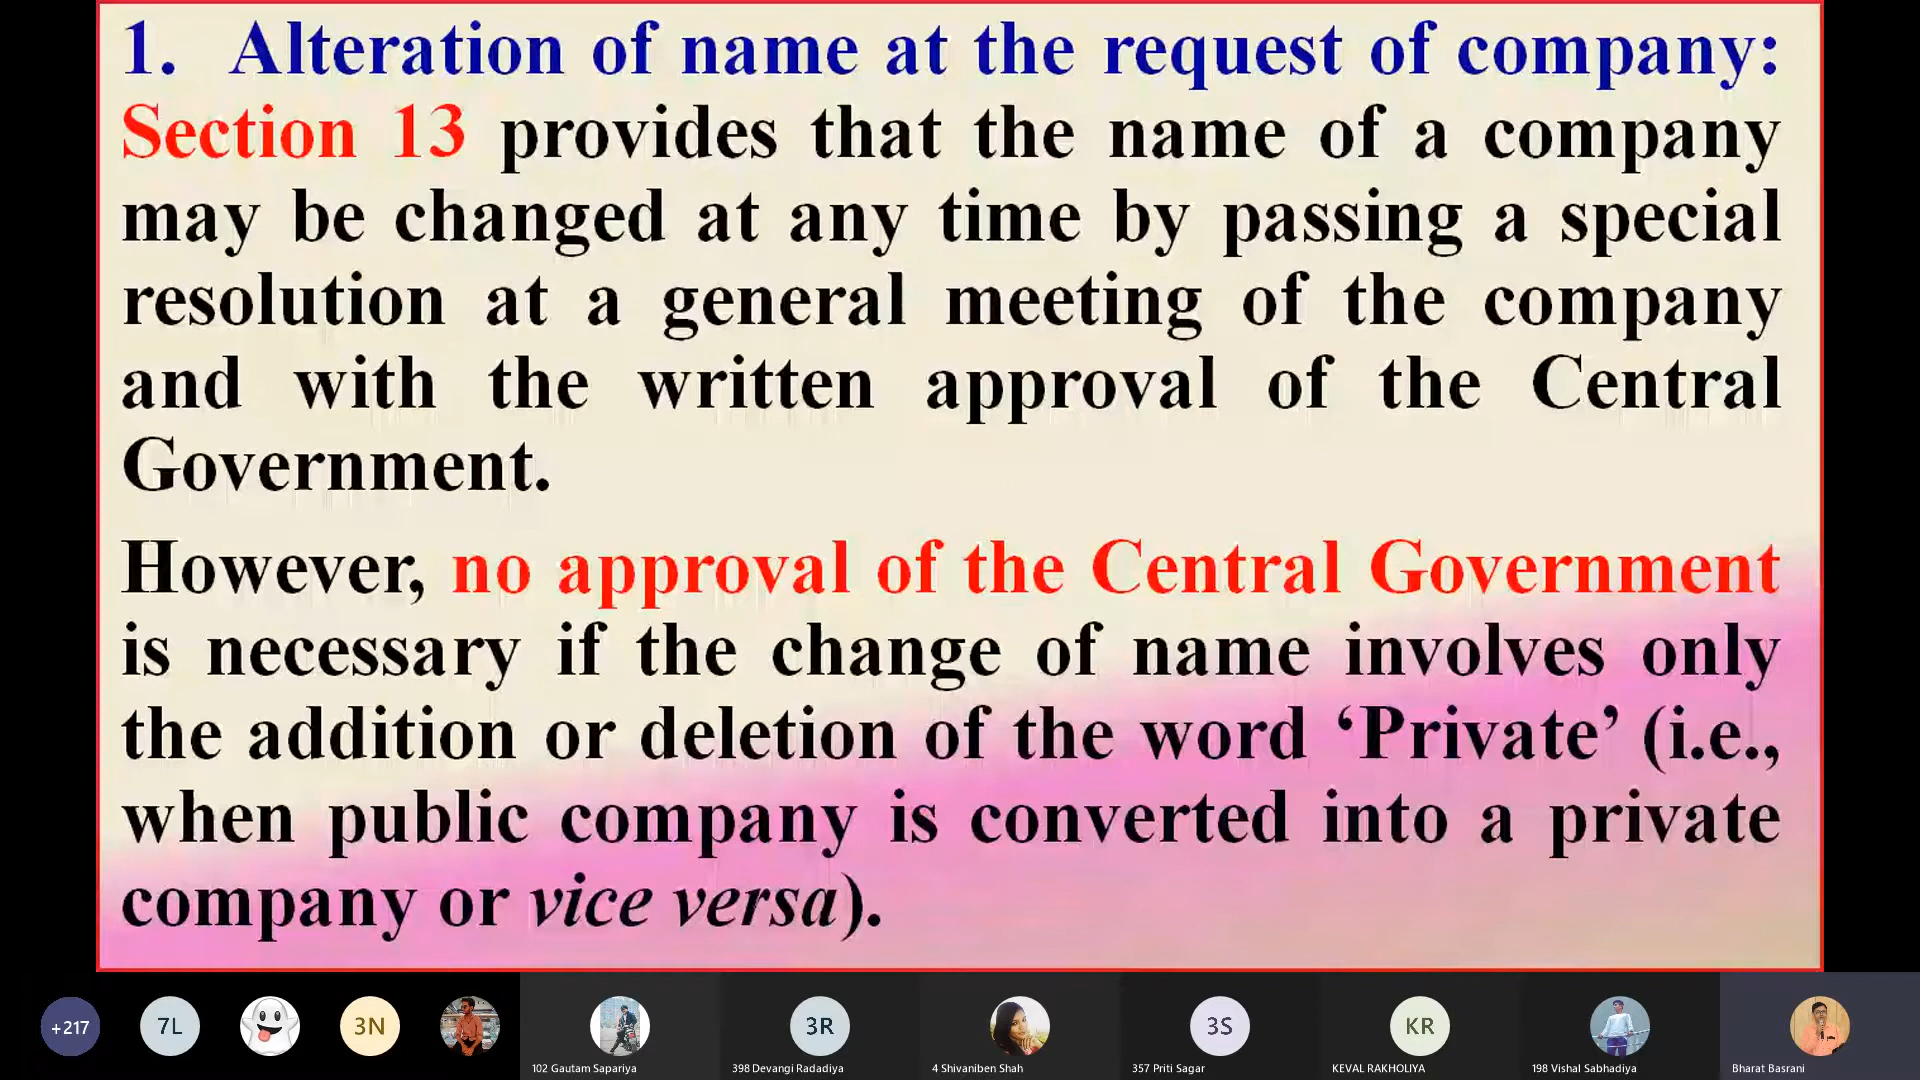 1. Alteration of name at the request of company:
Section 13 provides that the name of a company
may be changed at any time by passing a special
resolution at a general meeting of the company
and with the written approval of the Central
Government.
However, no approval of the Central Government
is necessary if the change of name involves only
the addition or deletion of the word ‘Private’ (i.e.,
when public company is converted into a private
company or vice versa).
+217 7L 3N 3R 3S KR
102 Gautam Sapariya 398 Devangi Radadiya 4 Shivaniben Shah 357 Priti Sagar KEVAL RAKHOLIYA 198 Vishal Sabhadiya Bharat Basrani